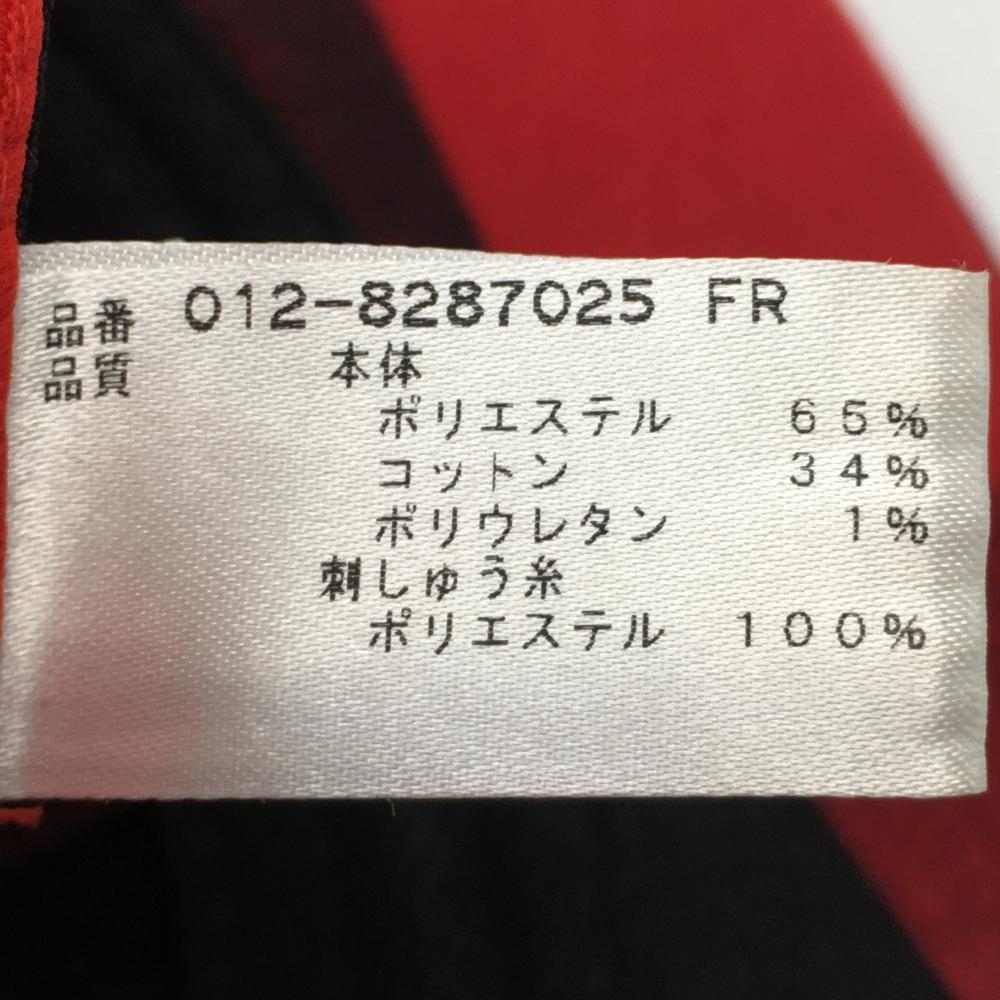 品番 012-8287025 FR
品質 本体
ポリエステル 65%
コットン 34%
ポリウレタン 1%
刺しゅう糸
ポリエステル 100%